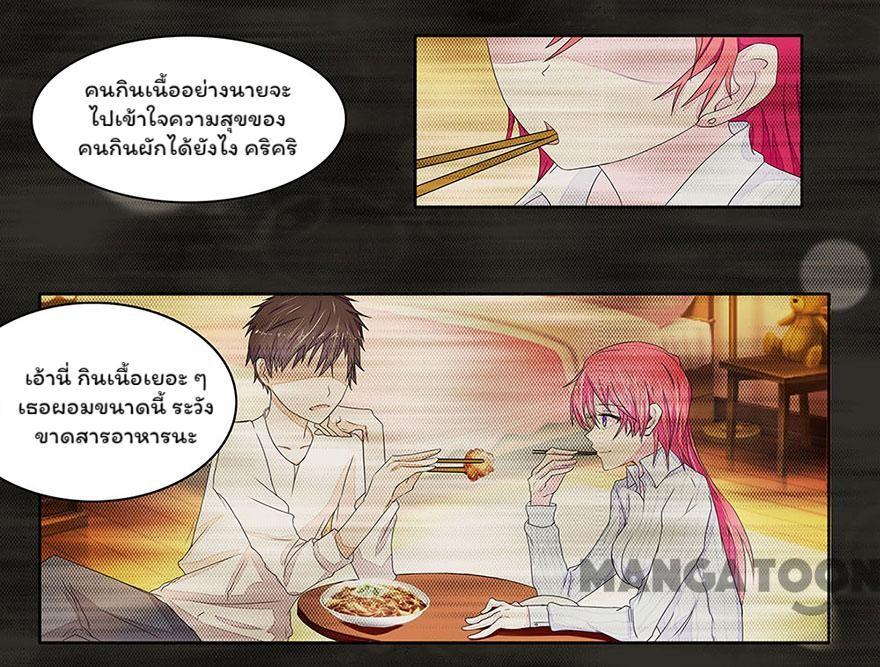 คนกินเนื้ออย่างนายจะ
ไปเข้าใจความสุขของ
คนกินผักได้ยังไง คริคริ
เอ้านี่ กินเนื้อเยอะ ๆ
เธอผอมขนาดนี้ ระวัง
ขาดสารอาหารนะ
MANGATOON